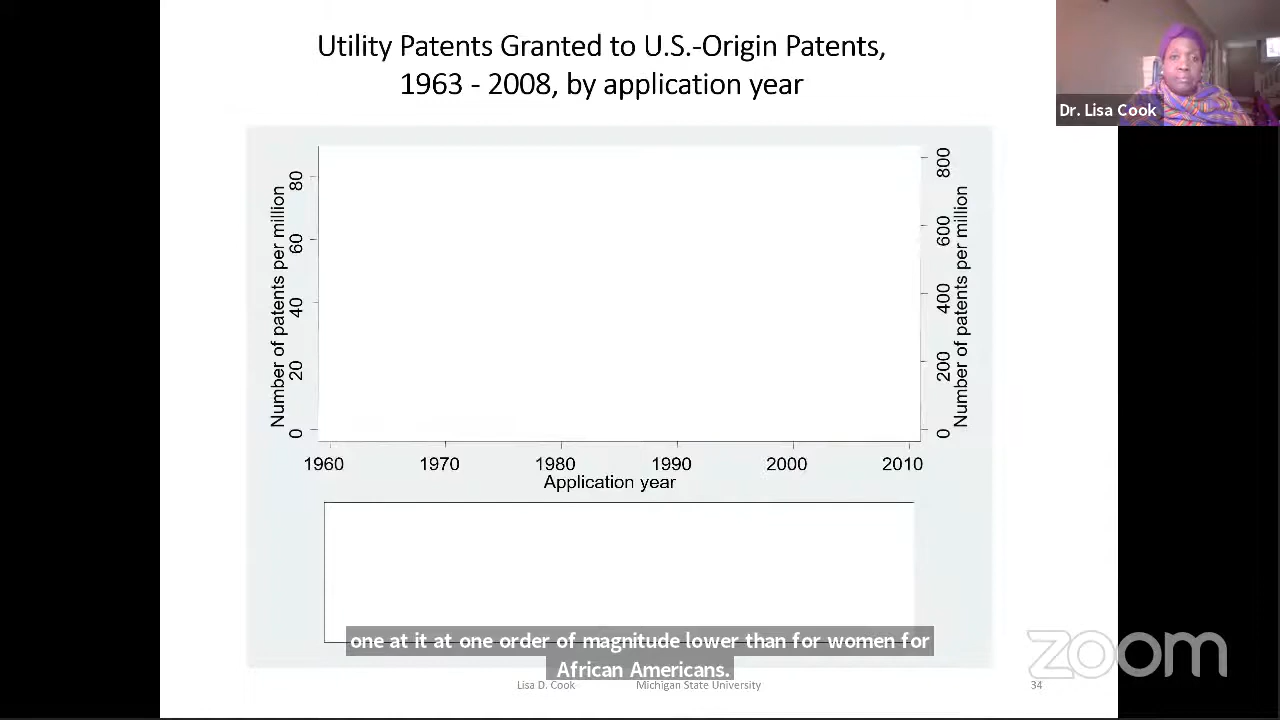 Utility Patents Granted to U.S.-Origin Patents,
1963 - 2008, by application year
Dr. Lisa Cook
Number of patents per million
80
60
40
20
0
800
600
400
200
0
Number of patents per million
1960 1970 1980 1990 2000 2010
Application year
one at it at one order of magnitude lower than for women for
African Americans.
Lisa D. Cook Michigan State University 34
zoom